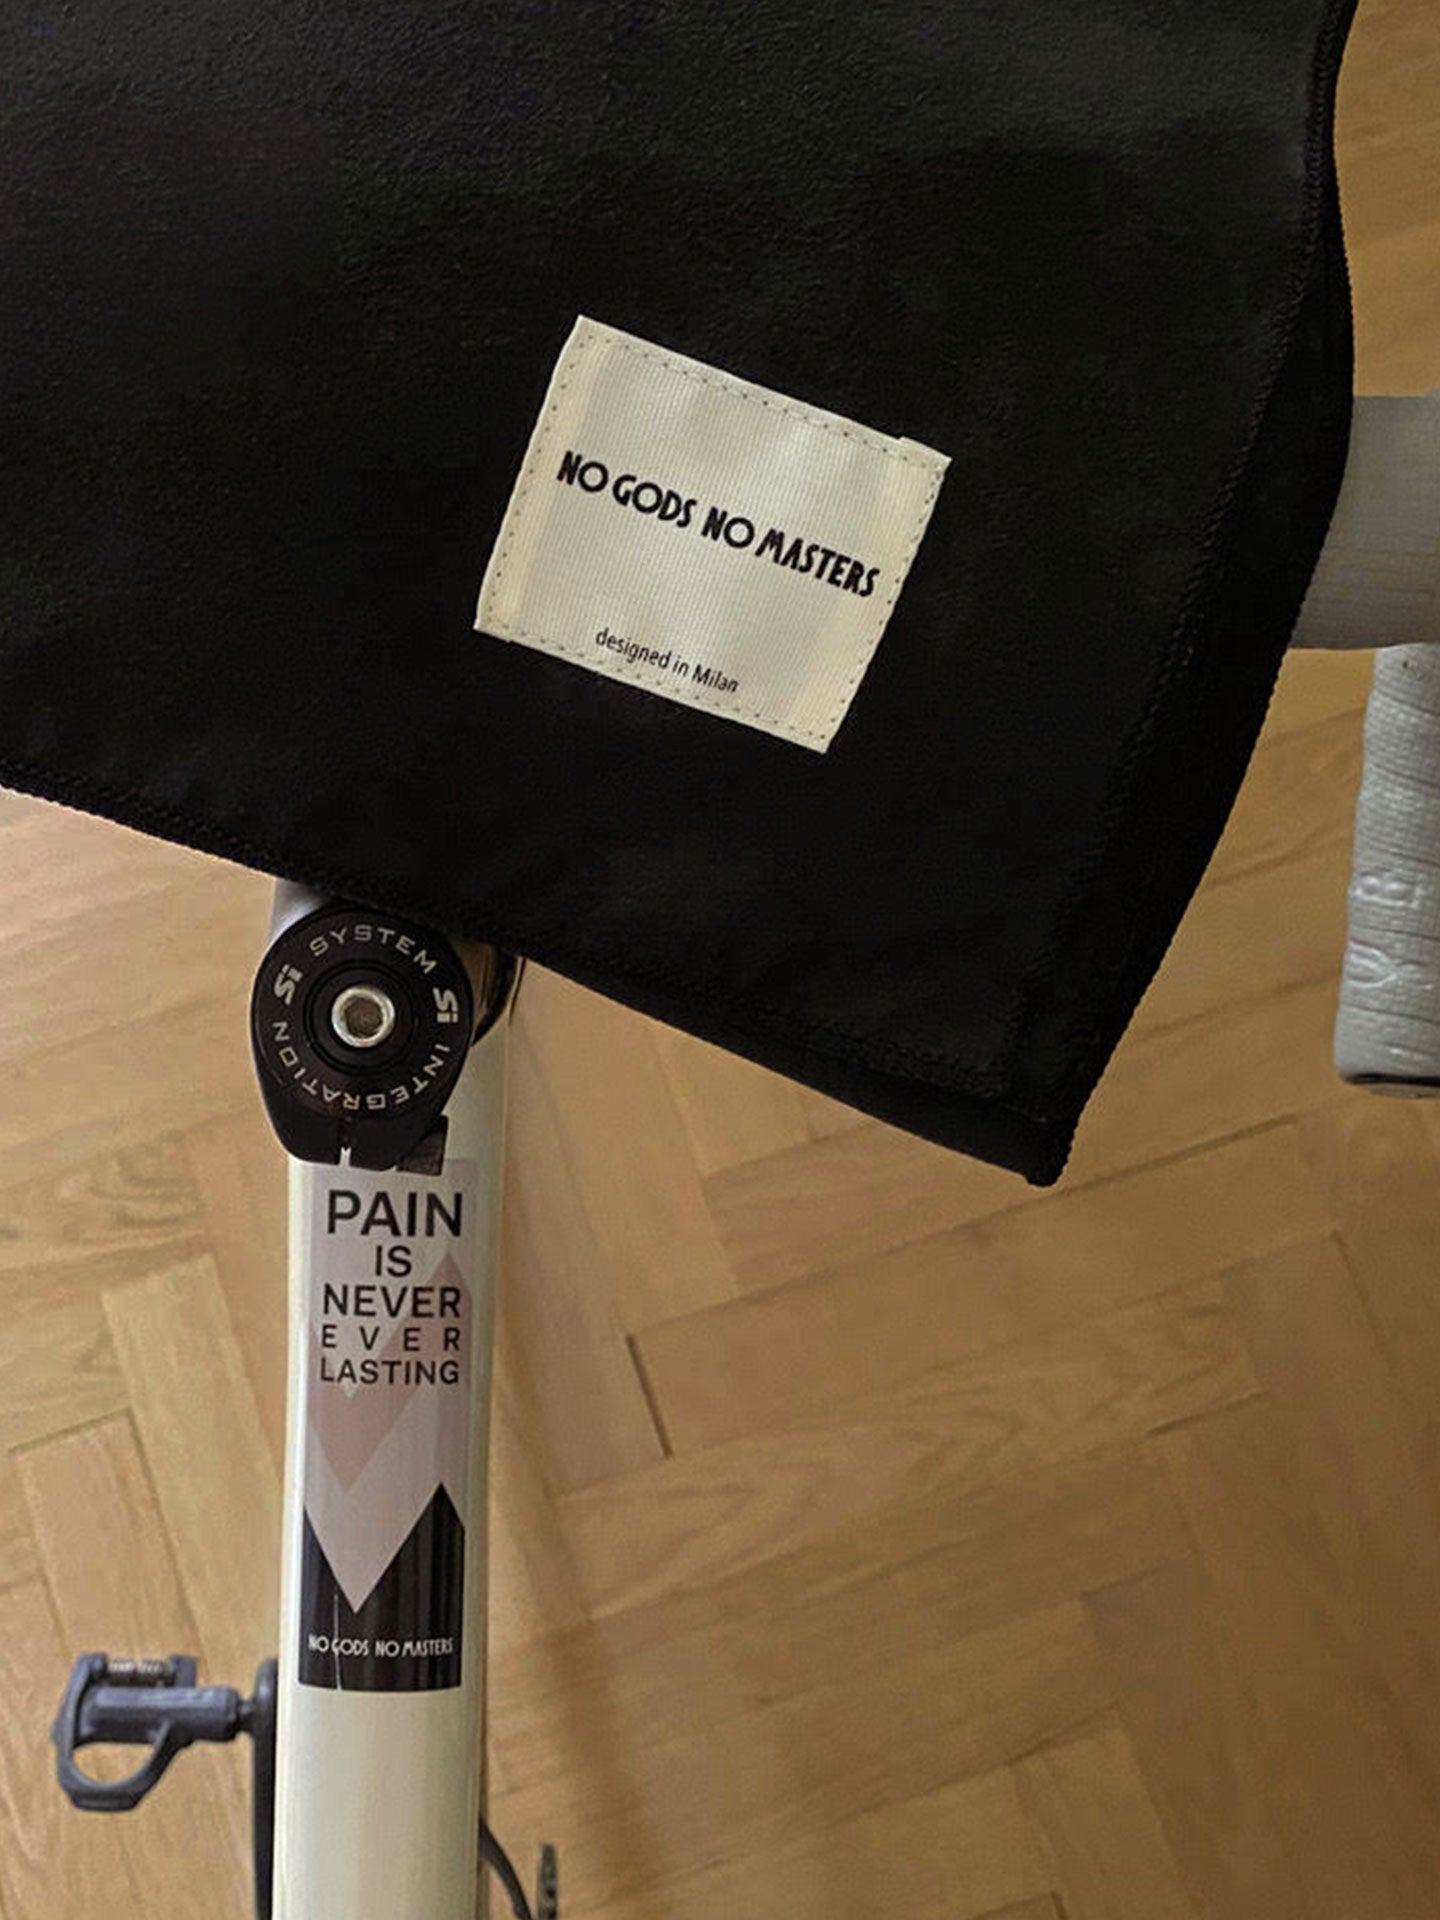 NO GODS NO MASTERS
designed in Milan
SYSTEM Si INTEGRATION Si
PAIN
IS
NEVER
EVER
LASTING
NO GODS NO MASTERS